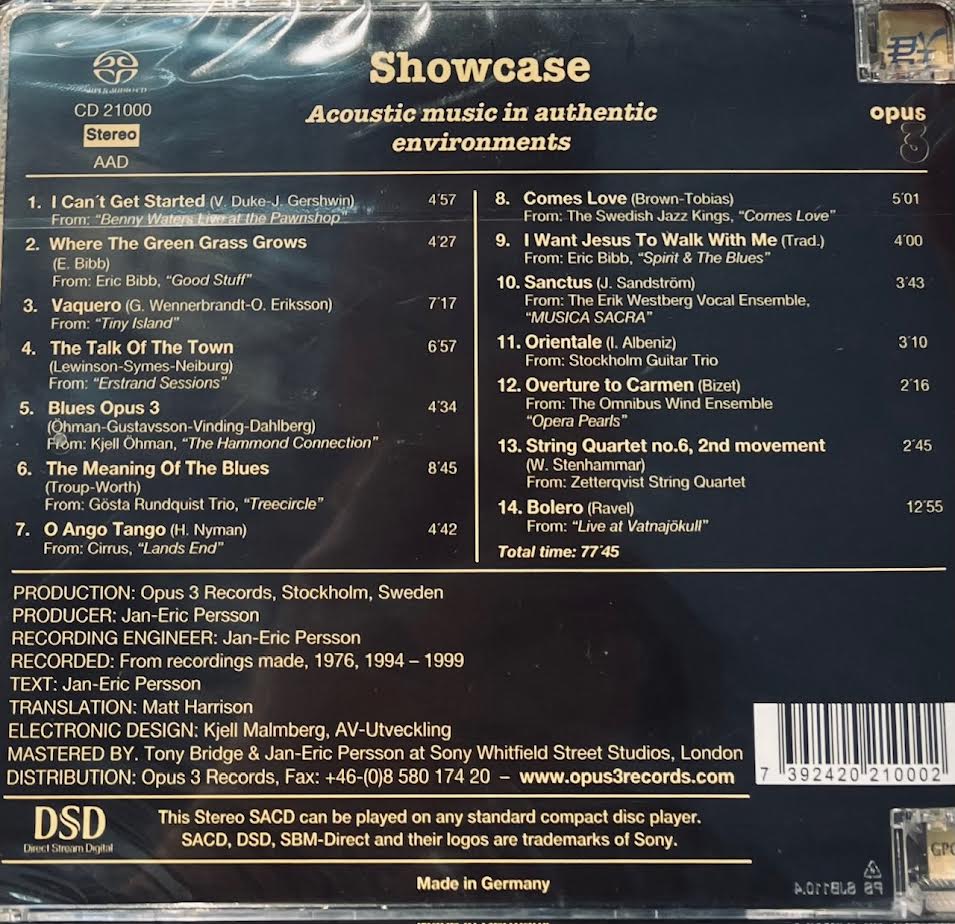 Showcase
Acoustic music in authentic
environments
SUPER AUDIO CD
CD 21000
Stereo
AAD
opus
3
1. I Can´t Get Started (V. Duke-J. Gershwin) 4´57
From: "Benny Waters Live at the Pawnshop"
2. Where The Green Grass Grows 4´27
(E. Bibb)
From: Eric Bibb, "Good Stuff"
3. Vaquero (G. Wennerbrandt-O. Eriksson) 7´17
From: "Tiny Island"
4. The Talk Of The Town 6´57
(Lewinson-Symes-Neiburg)
From: "Erstrand Sessions"
5. Blues Opus 3 4´34
(Öhman-Gustavsson-Vinding-Dahlberg)
From: Kjell Öhman, "The Hammond Connection"
6. The Meaning Of The Blues 8´45
(Troup-Worth)
From: Gösta Rundquist Trio, "Treecircle"
7. O Ango Tango (H. Nyman) 4´42
From: Cirrus, "Lands End"
8. Comes Love (Brown-Tobias) 5´01
From: The Swedish Jazz Kings, "Comes Love"
9. I Want Jesus To Walk With Me (Trad.) 4´00
From: Eric Bibb, "Spirit & The Blues"
10. Sanctus (J. Sandström) 3´43
From: The Erik Westberg Vocal Ensemble,
"MUSICA SACRA"
11. Orientale (I. Albeniz) 3´10
From: Stockholm Guitar Trio
12. Overture to Carmen (Bizet) 2´16
From: The Omnibus Wind Ensemble
"Opera Pearls"
13. String Quartet no.6, 2nd movement 2´45
(W. Stenhammar)
From: Zetterqvist String Quartet
14. Bolero (Ravel) 12´55
From: "Live at Vatnajökull"
Total time: 77´45
PRODUCTION: Opus 3 Records, Stockholm, Sweden
PRODUCER: Jan-Eric Persson
RECORDING ENGINEER: Jan-Eric Persson
RECORDED: From recordings made, 1976, 1994 – 1999
TEXT: Jan-Eric Persson
TRANSLATION: Matt Harrison
ELECTRONIC DESIGN: Kjell Malmberg, AV-Utveckling
MASTERED BY. Tony Bridge & Jan-Eric Persson at Sony Whitfield Street Studios, London
DISTRIBUTION: Opus 3 Records, Fax: +46-(0)8 580 174 20 – www.opus3records.com
7 392420 210002
DSD
Direct Stream Digital
This Stereo SACD can be played on any standard compact disc player.
SACD, DSD, SBM-Direct and their logos are trademarks of Sony.
Made in Germany